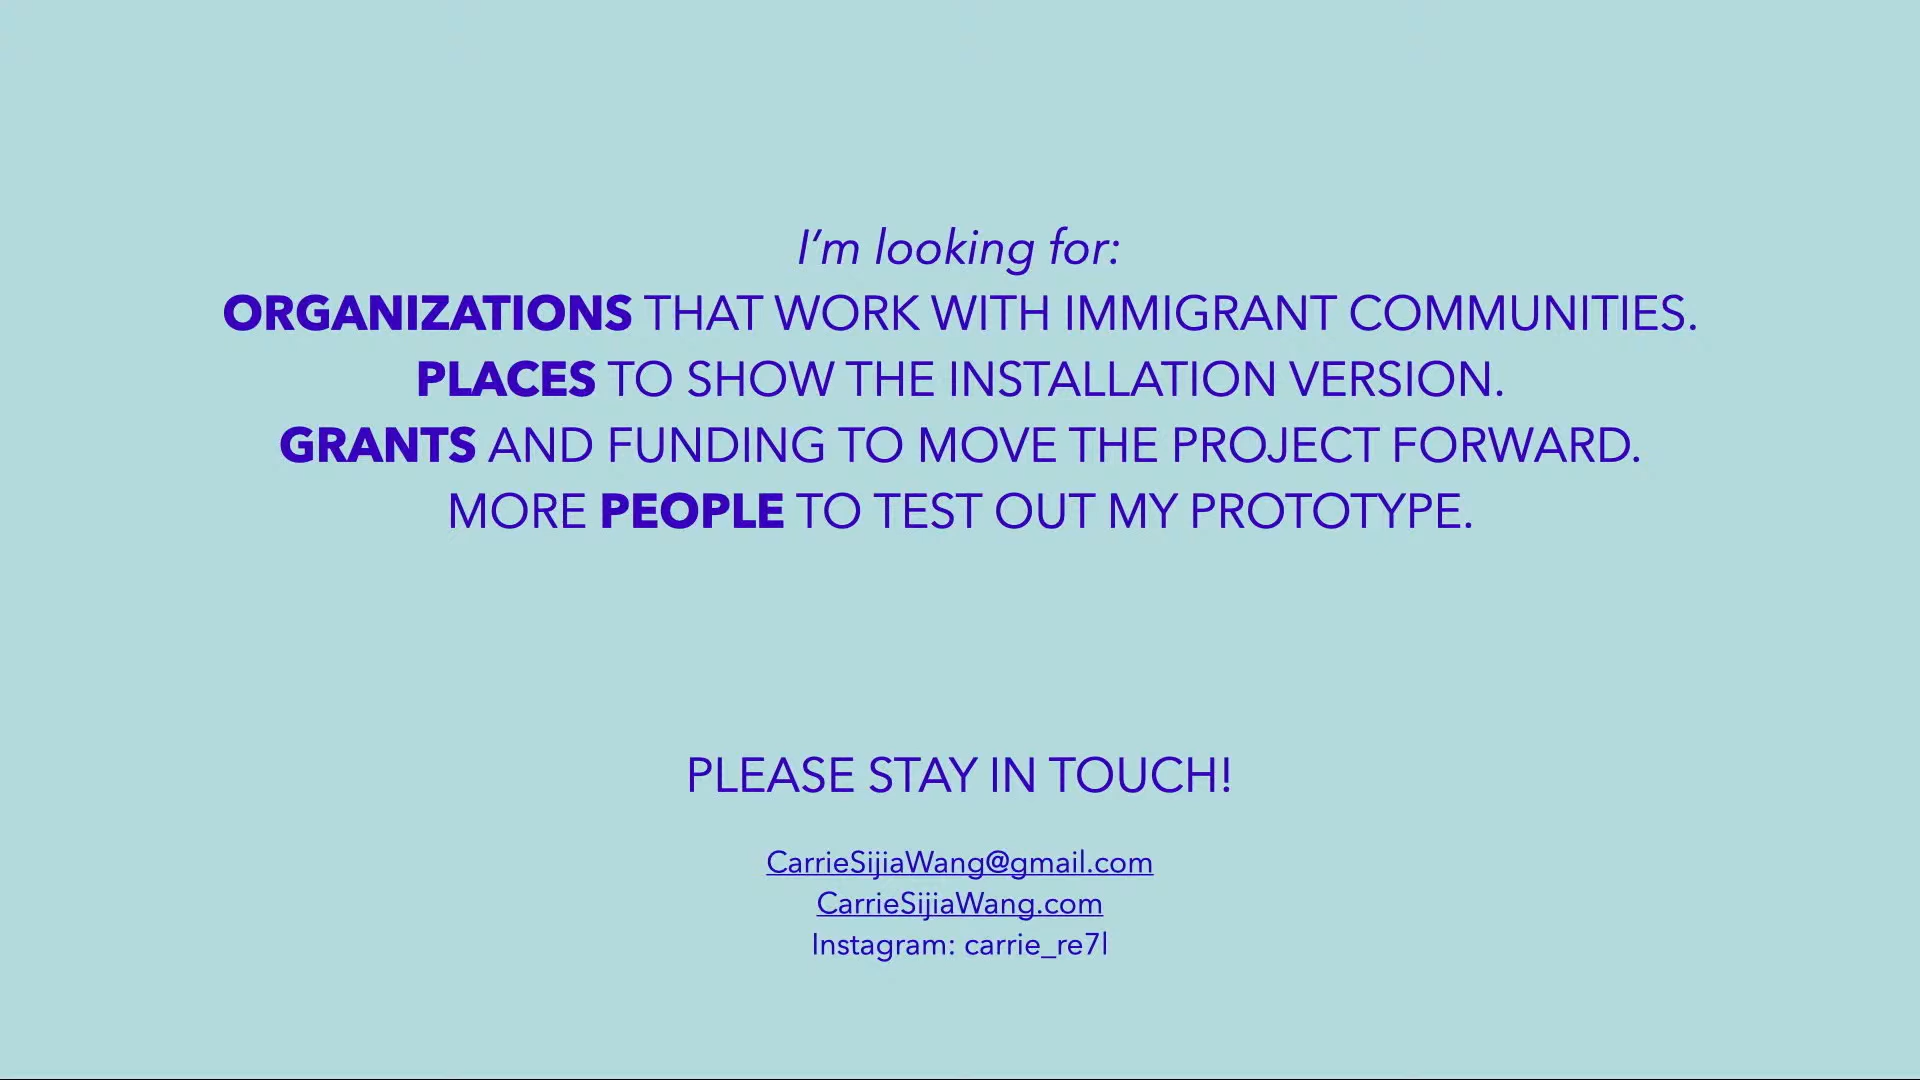 I’m looking for:
ORGANIZATIONS THAT WORK WITH IMMIGRANT COMMUNITIES.
PLACES TO SHOW THE INSTALLATION VERSION.
GRANTS AND FUNDING TO MOVE THE PROJECT FORWARD.
MORE PEOPLE TO TEST OUT MY PROTOTYPE.
PLEASE STAY IN TOUCH!
CarrieSijiaWang@gmail.com
CarrieSijiaWang.com
Instagram: carrie_re7l